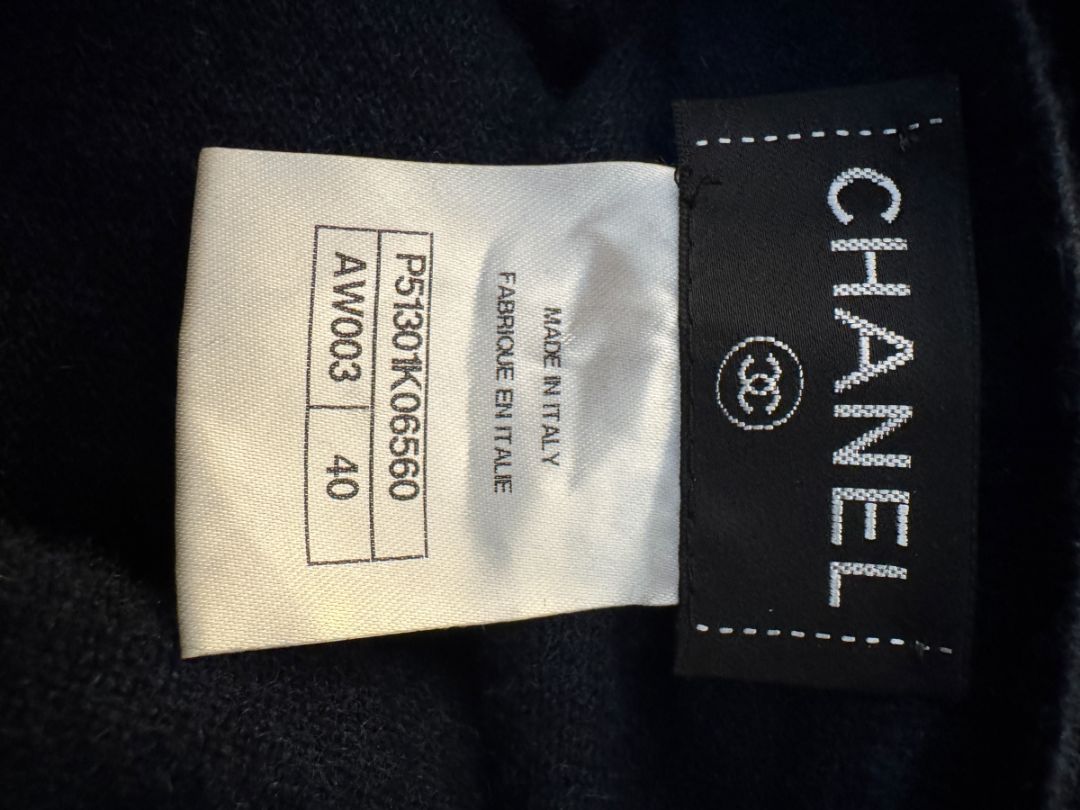 CHANEL
MADE IN ITALY
FABRIQUE EN ITALIE
P51301K06560
AW003 40